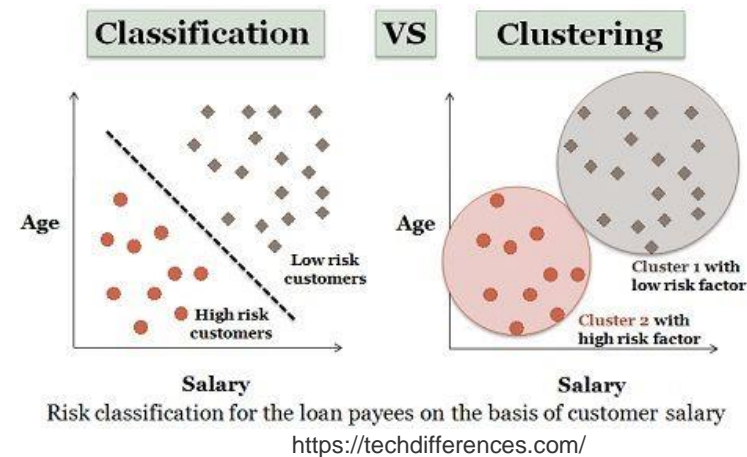 Classification
VS
Clustering
Age
Low risk
customers
High risk
customers
Salary
Age
Cluster 1 with
low risk factor
Cluster 2 with
high risk factor
Salary
Risk classification for the loan payees on the basis of customer salary
https://techdifferences.com/